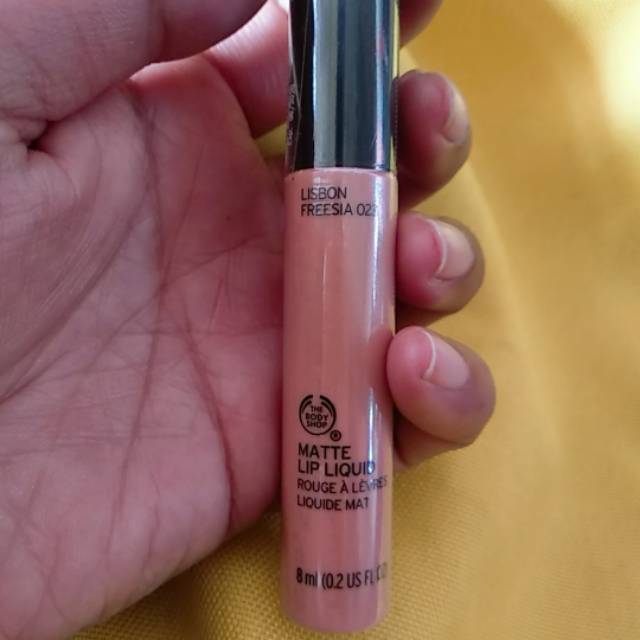 LISBON
FREESIA 022
THE
BODY
SHOP
®
MATTE
LIP LIQUID
ROUGE À LÈVRES
LIQUIDE MAT
8 ml (0.2 US FL OZ